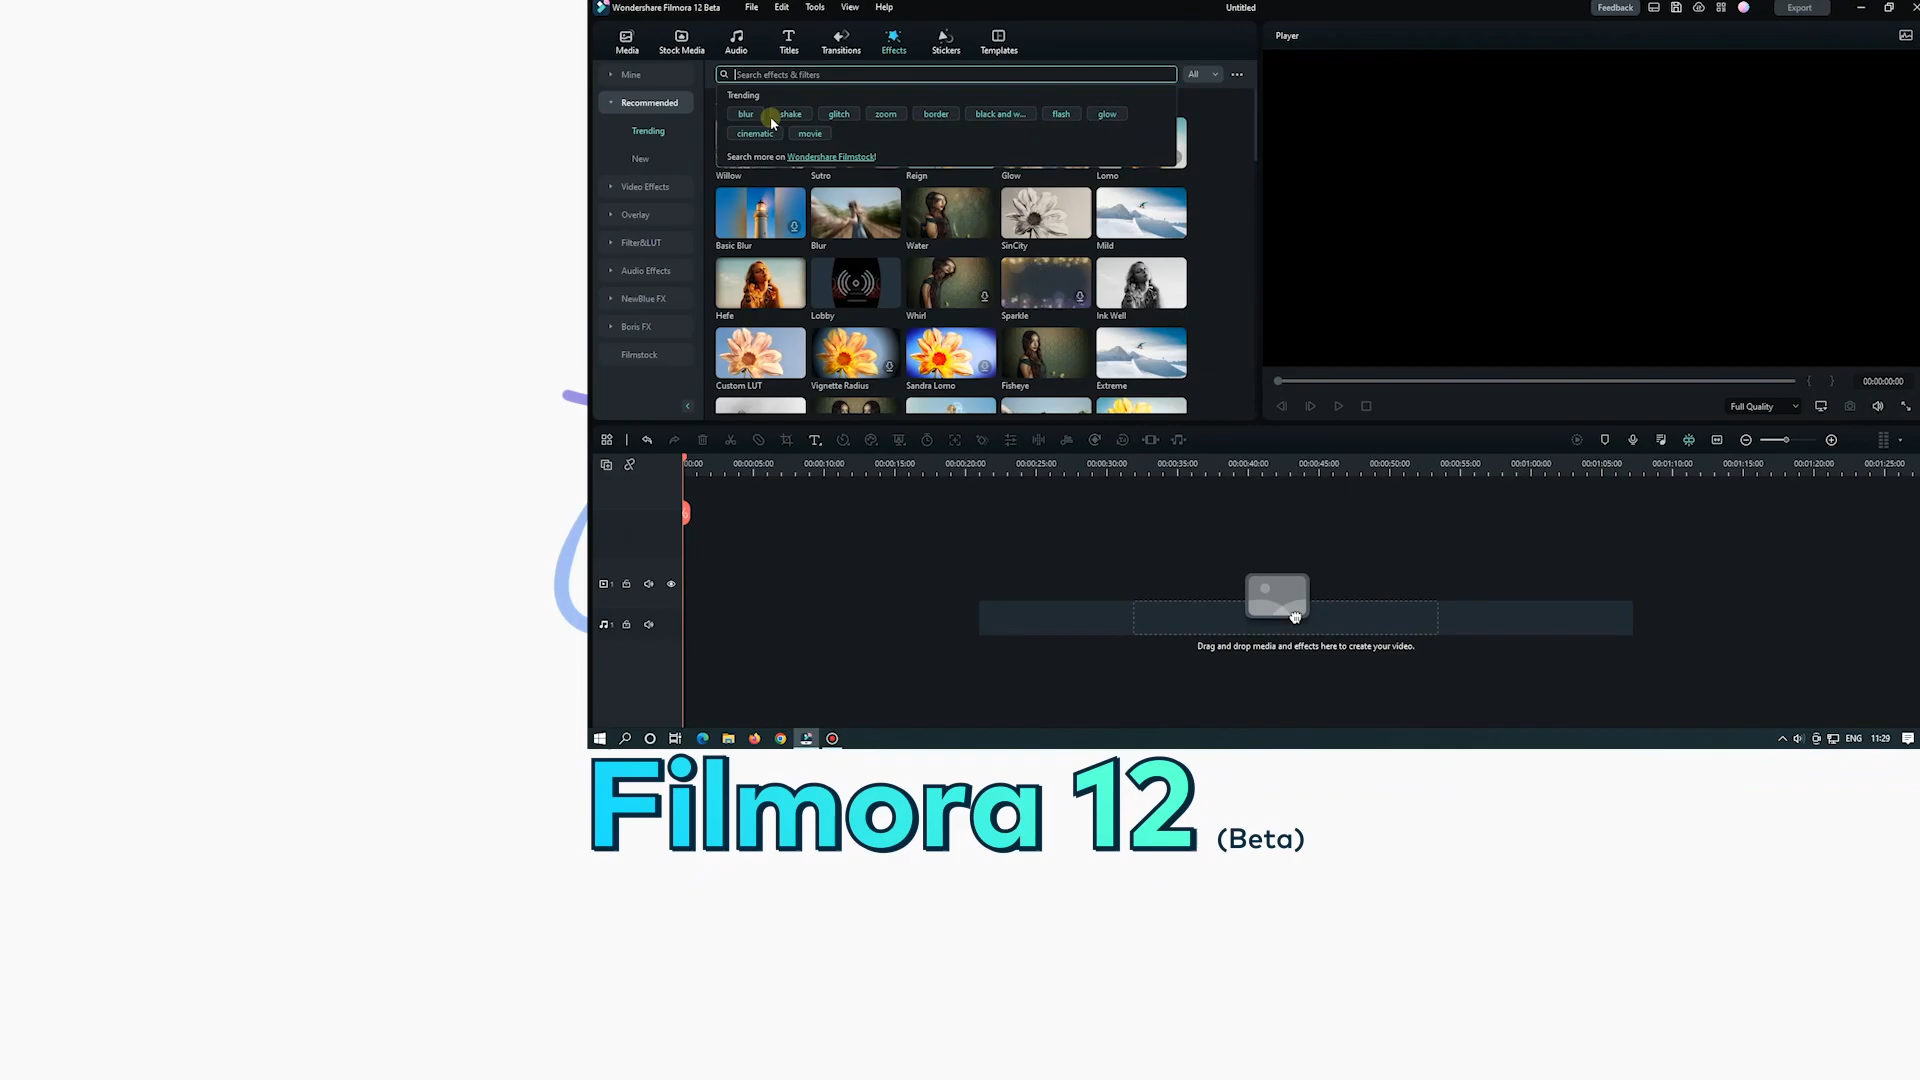 Wondershare Filmora 12 Beta File Edit Tools View Help Untitled Feedback Export
Media Stock Media Audio Titles Transitions Effects Stickers Templates
Player
Mine
Recommended
Trending
New
Video Effects
Overlay
Filter&LUT
Audio Effects
NewBlue FX
Boris FX
Filmstock
Search effects & filters All
Trending
blur shake glitch zoom border black and w... flash glow
cinematic movie
Search more on Wondershare Filmstock!
Willow Sutro Reign Glow Lomo
Basic Blur Blur Water SinCity Mild
Hefe Lobby Whirl Sparkle Ink Well
Custom LUT Vignette Radius Sandra Lomo Fisheye Extreme
00:00:00:00
Full Quality
00:00 00:00:05:00 00:00:10:00 00:00:15:00 00:00:20:00 00:00:25:00 00:00:30:00 00:00:35:00 00:00:40:00 00:00:45:00 00:00:50:00 00:00:55:00 00:01:00:00 00:01:05:00 00:01:10:00 00:01:15:00 00:01:20:00 00:01:25:00
1
1
Drag and drop media and effects here to create your video.
ENG 11:29
Filmora 12 (Beta)